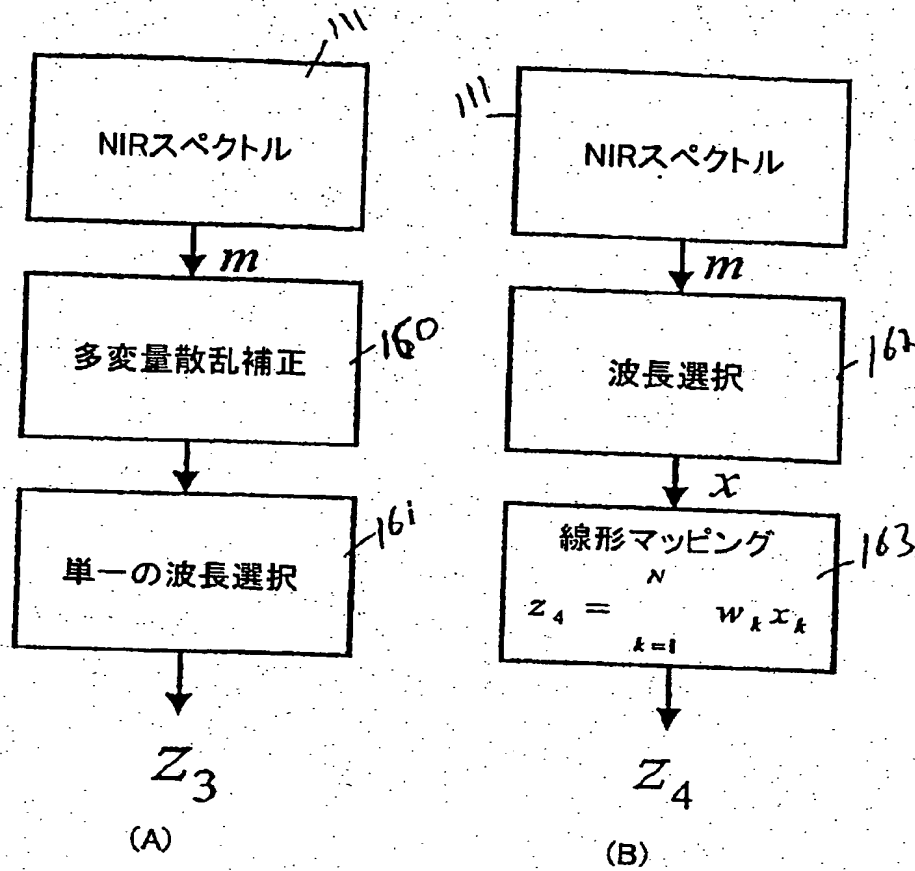 111
NIRスペクトル
m
多変量散乱補正
160
単一の波長選択
161
Z3
(A)
111
NIRスペクトル
m
波長選択
162
x
線形マッピング
163
N
z4 = wk xk
k=1
Z4
(B)